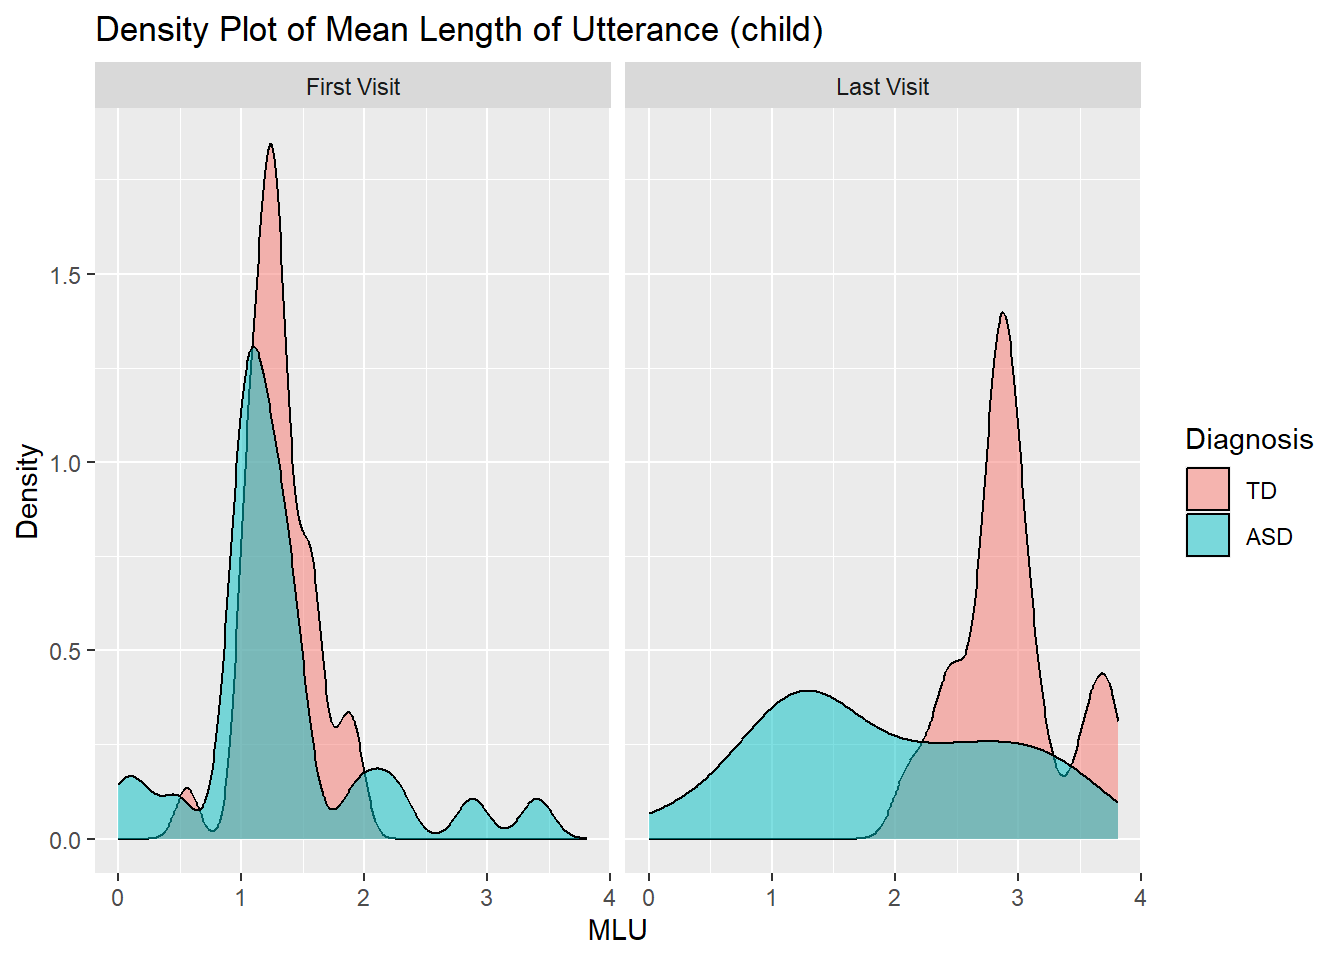 Density Plot of Mean Length of Utterance (child)
First Visit
Last Visit
Density
1.5
1.0
0.5
0.0
0 1 2 3 4
0 1 2 3 4
MLU
Diagnosis
TD
ASD